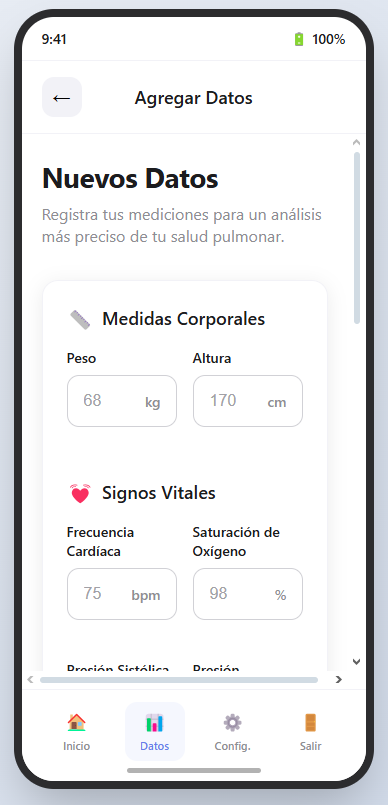 9:41 100%
← Agregar Datos
Nuevos Datos
Registra tus mediciones para un análisis
más preciso de tu salud pulmonar.
Medidas Corporales
Peso Altura
68 kg 170 cm
Signos Vitales
Frecuencia Saturación de
Cardíaca Oxígeno
75 bpm 98 %
Presión Sistólica Presión
Inicio Datos Config. Salir